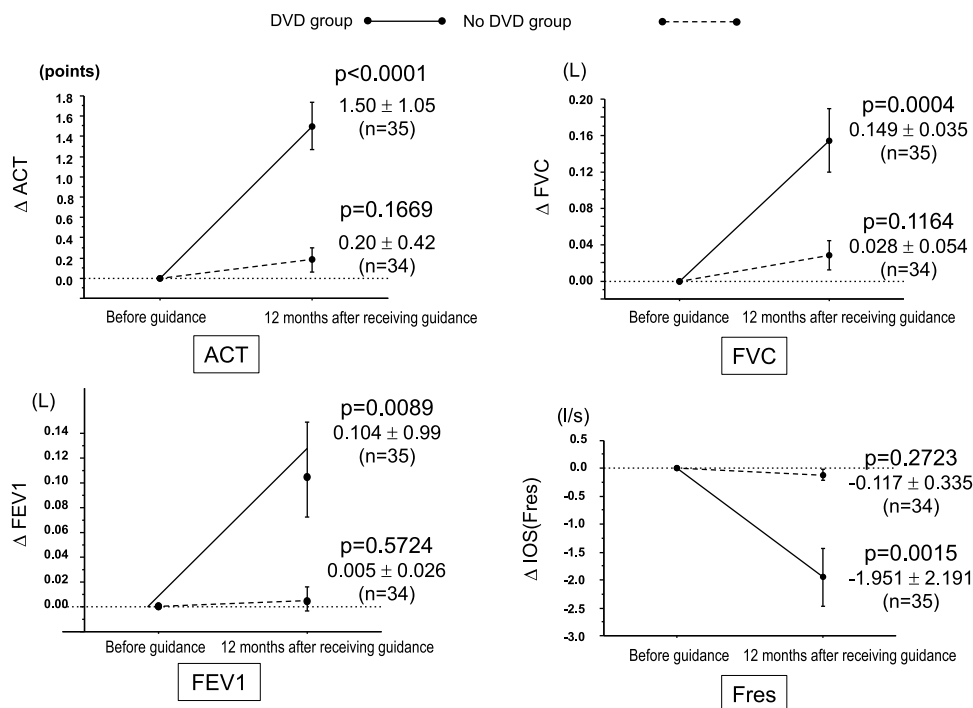 DVD group No DVD group
(points)
Δ ACT
1.8
1.6
1.4
1.2
1.0
0.8
0.6
0.4
0.2
0.0
p<0.0001
1.50 ± 1.05
(n=35)
p=0.1669
0.20 ± 0.42
(n=34)
Before guidance 12 months after receiving guidance
ACT
(L)
Δ FVC
0.20
0.16
0.12
0.08
0.04
0.00
p=0.0004
0.149 ± 0.035
(n=35)
p=0.1164
0.028 ± 0.054
(n=34)
Before guidance 12 months after receiving guidance
FVC
(L)
Δ FEV1
0.14
0.12
0.10
0.08
0.06
0.04
0.02
0.00
p=0.0089
0.104 ± 0.99
(n=35)
p=0.5724
0.005 ± 0.026
(n=34)
Before guidance 12 months after receiving guidance
FEV1
(l/s)
Δ IOS(Fres)
0.5
0.0
-0.5
-1.0
-1.5
-2.0
-2.5
-3.0
p=0.2723
-0.117 ± 0.335
(n=34)
p=0.0015
-1.951 ± 2.191
(n=35)
Before guidance 12 months after receiving guidance
Fres